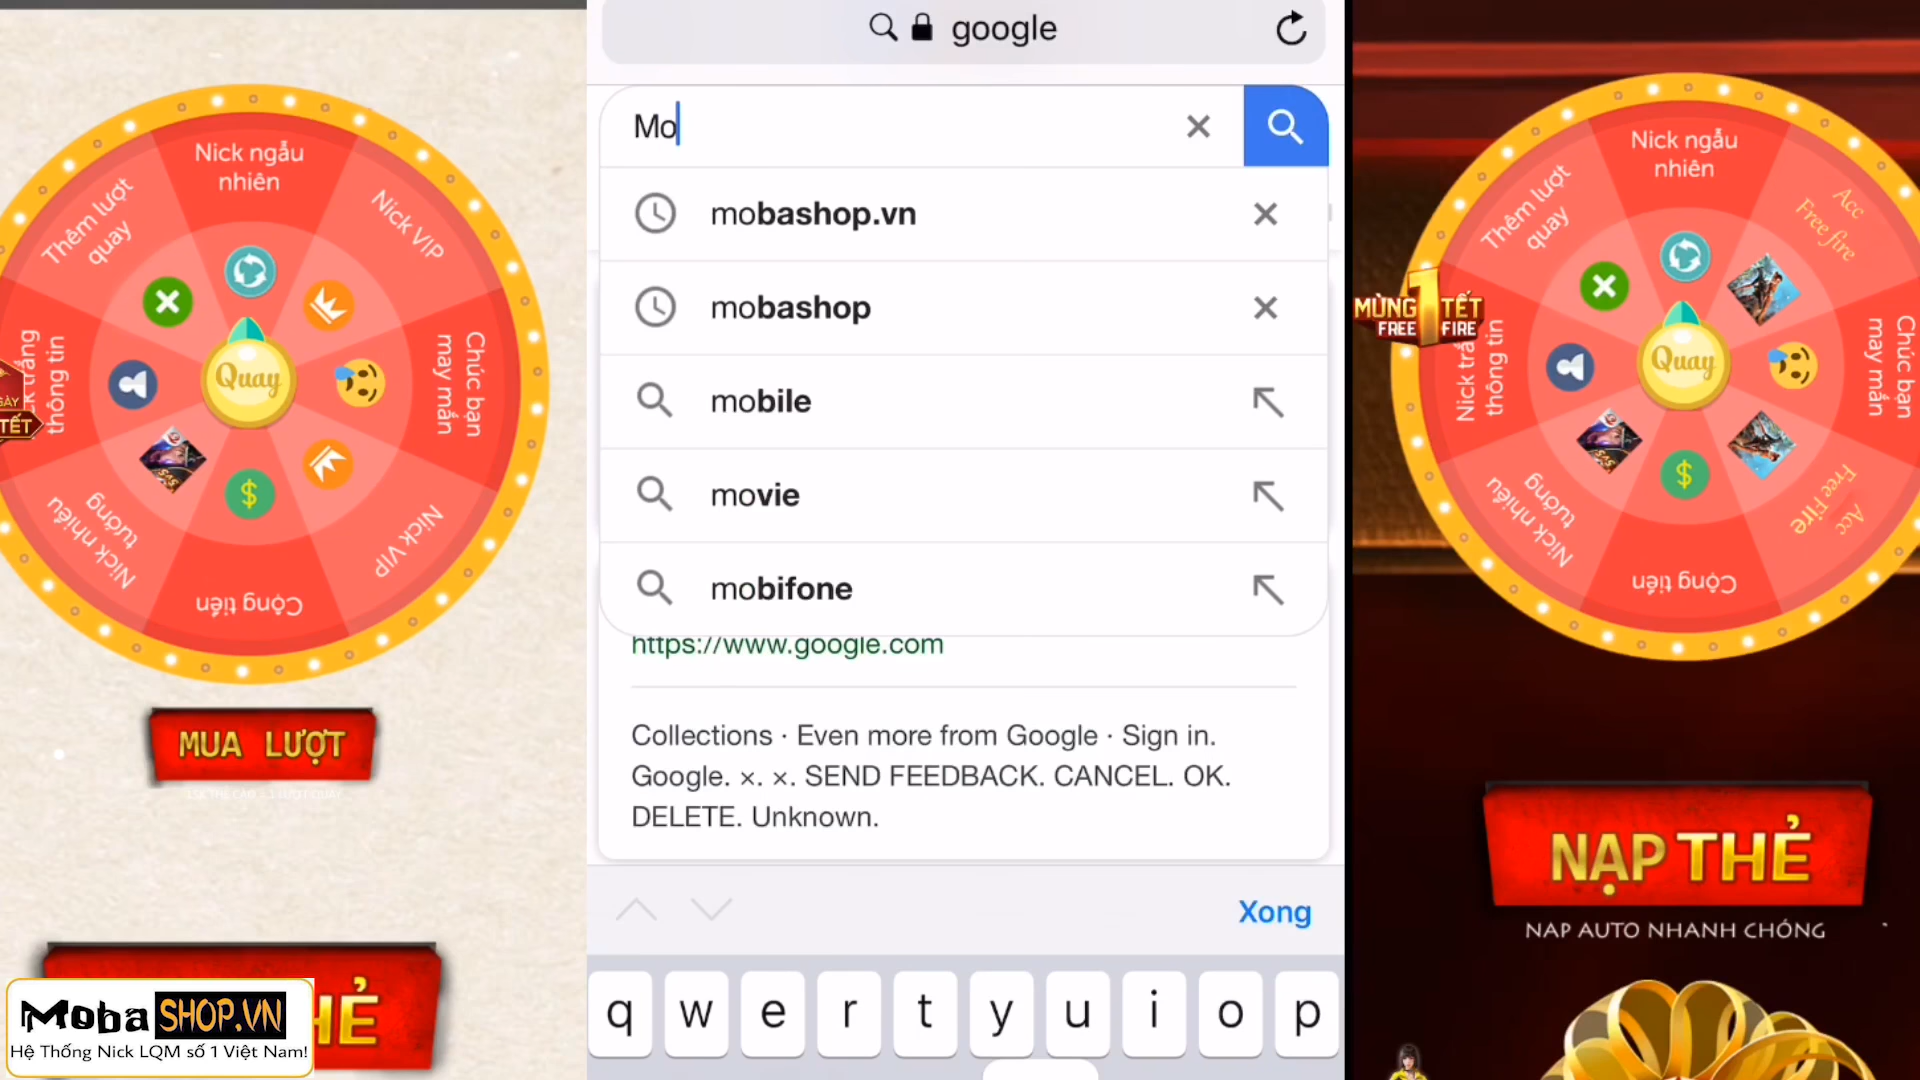 Nick ngẫu
nhiên
Nick VIP
Chúc bạn
may mắn
Nick VIP
Cộng tiền
Nick nhiều
tướng
thông tin
Thêm lượt
quay
Quay
TẾT
MUA LƯỢT
THẺ
Moba SHOP.VN
Hệ Thống Nick LQM số 1 Việt Nam!
google
Mo
mobashop.vn
mobashop
mobile
movie
mobifone
https://www.google.com
Collections · Even more from Google · Sign in.
Google. ×. ×. SEND FEEDBACK. CANCEL. OK.
DELETE. Unknown.
Xong
q w e r t y u i o p
Nick ngẫu
nhiên
Acc
Free fire
Chúc bạn
may mắn
Acc
Free Fire
Cộng tiền
Nick nhiều
tướng
Nick
thông tin
Thêm lượt
quay
Quay
MÙNG 1 TẾT
FREE FIRE
NẠP THẺ
NẠP AUTO NHANH CHÓNG